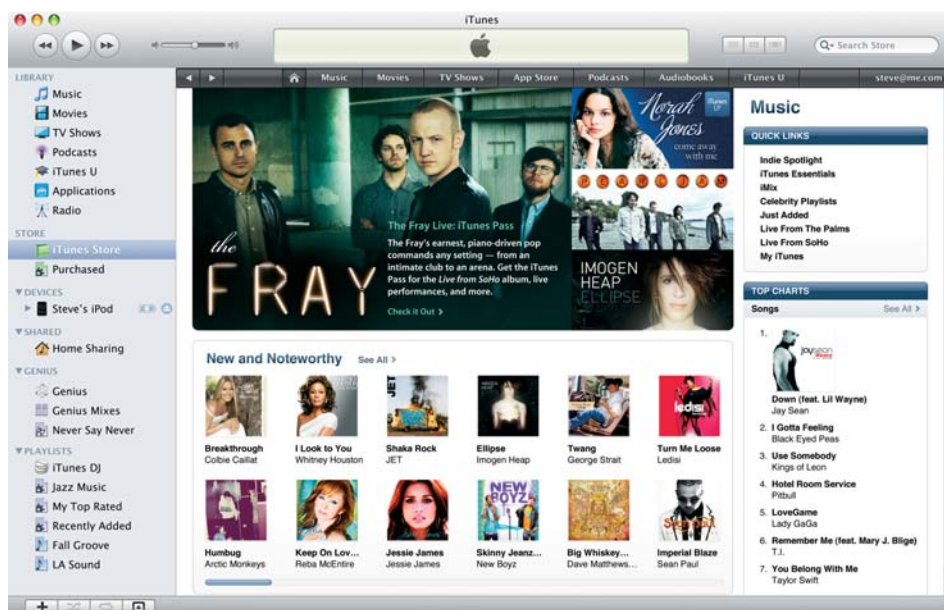 iTunes
Search Store
LIBRARY
Music
Movies
TV Shows
Podcasts
iTunes U
Applications
Radio
STORE
iTunes Store
Purchased
DEVICES
Steve's iPod
SHARED
Home Sharing
GENIUS
Genius
Genius Mixes
Never Say Never
PLAYLISTS
iTunes DJ
Jazz Music
My Top Rated
Recently Added
Fall Groove
LA Sound
Music Movies TV Shows App Store Podcasts Audiobooks iTunes U steve@me.com
the
FRAY
The Fray Live: iTunes Pass
The Fray's earnest, piano-driven pop
commands any setting — from an
intimate club to an arena. Get the iTunes
Pass for the Live from SoHo album, live
performances, and more.
Check it Out >
Norah
Jones
come away
with me
iTunes
LP
PEARL JAM
IMOGEN
HEAP
ELLIPSE
New and Noteworthy See All >
JET
ledisi
Breakthrough
Colbie Caillat
I Look to You
Whitney Houston
Shaka Rock
JET
Ellipse
Imogen Heap
Twang
George Strait
Turn Me Loose
Ledisi
NEW
BOYZ
Sean Paul
Humbug
Arctic Monkeys
Keep On Lov...
Reba McEntire
Jessie James
Jessie James
Skinny Jeanz...
New Boyz
Big Whiskey...
Dave Matthews...
Imperial Blaze
Sean Paul
Music
QUICK LINKS
Indie Spotlight
iTunes Essentials
iMix
Celebrity Playlists
Just Added
Live From The Palms
Live From SoHo
My iTunes
TOP CHARTS
Songs See All >
1.
jaysean
Down (feat. Lil Wayne)
Jay Sean
2. I Gotta Feeling
Black Eyed Peas
3. Use Somebody
Kings of Leon
4. Hotel Room Service
Pitbull
5. LoveGame
Lady GaGa
6. Remember Me (feat. Mary J. Blige)
T.I.
7. You Belong With Me
Taylor Swift